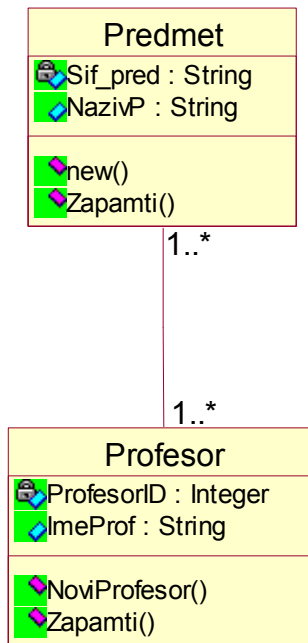 Predmet
Sif_pred : String
NazivP : String
new()
Zapamti()
1..*
1..*
Profesor
ProfesorID : Integer
ImeProf : String
NoviProfesor()
Zapamti()